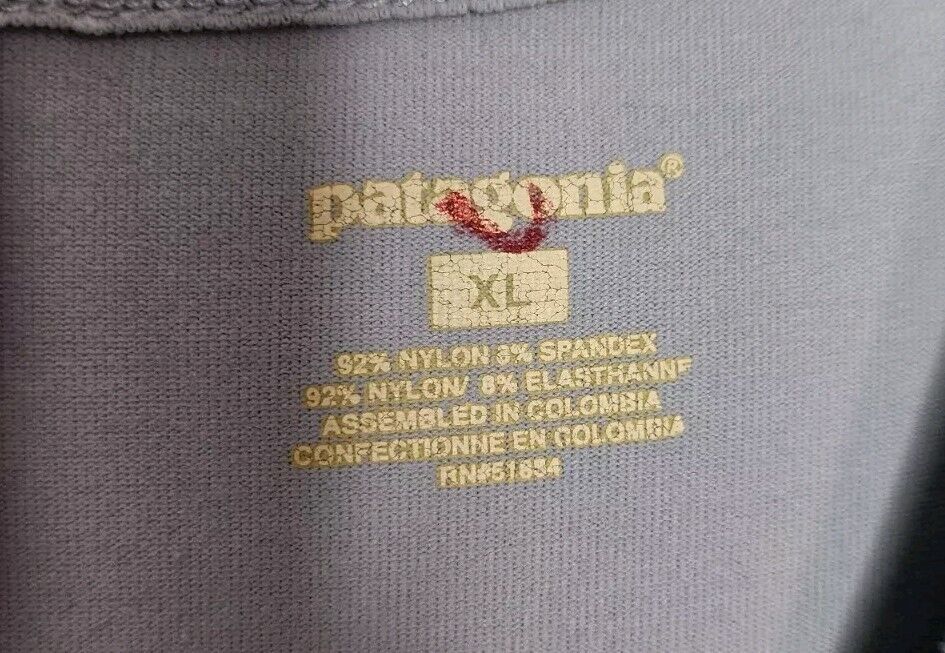 patagonia®
XL
92% NYLON 8% SPANDEX
92% NYLON/ 8% ELASTHANNE
ASSEMBLED IN COLOMBIA
CONFECTIONNE EN COLOMBIA
RN#51884